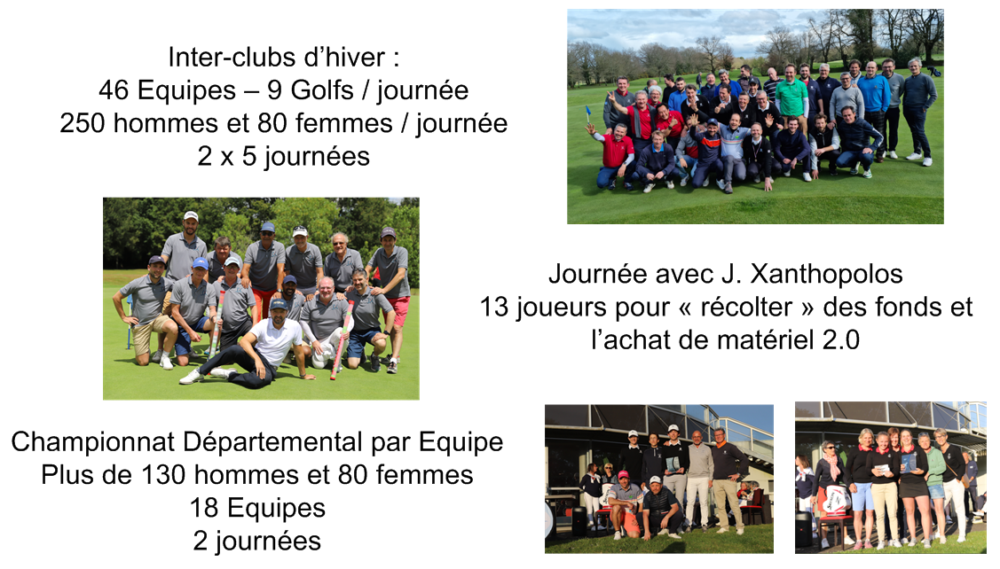 Inter-clubs d’hiver :
46 Equipes – 9 Golfs / journée
250 hommes et 80 femmes / journée
2 x 5 journées
Journée avec J. Xanthopolos
13 joueurs pour « récolter » des fonds et
l’achat de matériel 2.0
Championnat Départemental par Equipe
Plus de 130 hommes et 80 femmes
18 Equipes
2 journées